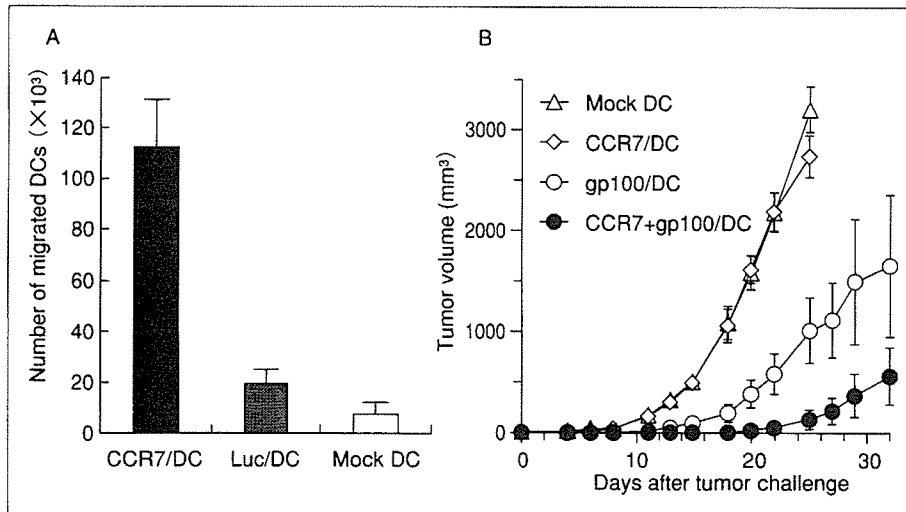 A
Number of migrated DCs (×10³)
140
120
100
80
60
40
20
0
CCR7/DC
Luc/DC
Mock DC
B
Tumor volume (mm³)
3000
2000
1000
0
Mock DC
CCR7/DC
gp100/DC
CCR7+gp100/DC
0
10
20
30
Days after tumor challenge